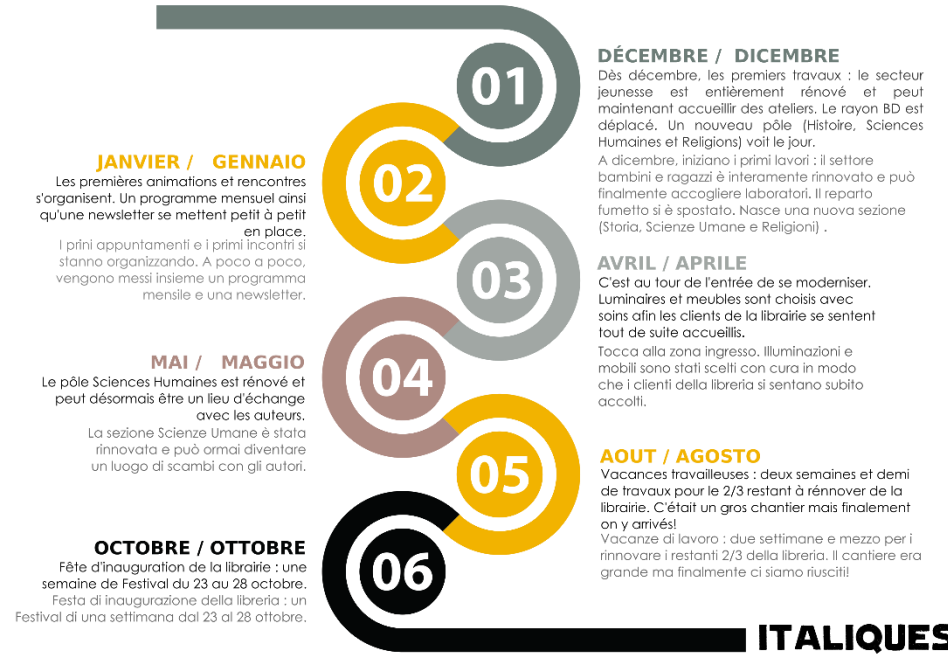 01
DÉCEMBRE / DICEMBRE
Dès décembre, les premiers travaux : le secteur
jeunesse est entièrement rénové et peut
maintenant accueillir des ateliers. Le rayon BD est
déplacé. Un nouveau pôle (Histoire, Sciences
Humaines et Religions) voit le jour.
A dicembre, iniziano i primi lavori : il settore
bambini e ragazzi è interamente rinnovato e può
finalmente accogliere laboratori. Il reparto
fumetto si è spostato. Nasce una nuova sezione
(Storia, Scienze Umane e Religioni) .
02
JANVIER / GENNAIO
Les premières animations et rencontres
s'organisent. Un programme mensuel ainsi
qu'une newsletter se mettent petit à petit
en place.
I prini appuntamenti e i primi incontri si
stanno organizzando. A poco a poco,
vengono messi insieme un programma
mensile e una newsletter.
03
AVRIL / APRILE
C'est au tour de l'entrée de se moderniser.
Luminaires et meubles sont choisis avec
soins afin les clients de la librairie se sentent
tout de suite accueillis.
Tocca alla zona ingresso. Illuminazioni e
mobili sono stati scelti con cura in modo
che i clienti della libreria si sentano subito
accolti.
04
MAI / MAGGIO
Le pôle Sciences Humaines est rénové et
peut désormais être un lieu d'échange
avec les auteurs.
La sezione Scienze Umane è stata
rinnovata e può ormai diventare
un luogo di scambi con gli autori.
05
AOUT / AGOSTO
Vacances travailleuses : deux semaines et demi
de travaux pour le 2/3 restant à rénnover de la
librairie. C'était un gros chantier mais finalement
on y arrivés!
Vacanze di lavoro : due settimane e mezzo per i
rinnovare i restanti 2/3 della libreria. Il cantiere era
grande ma finalmente ci siamo riusciti!
06
OCTOBRE / OTTOBRE
Fête d'inauguration de la librairie : une
semaine de Festival du 23 au 28 octobre.
Festa di inaugurazione della libreria : un
Festival di una settimana dal 23 al 28 ottobre.
ITALIQUES